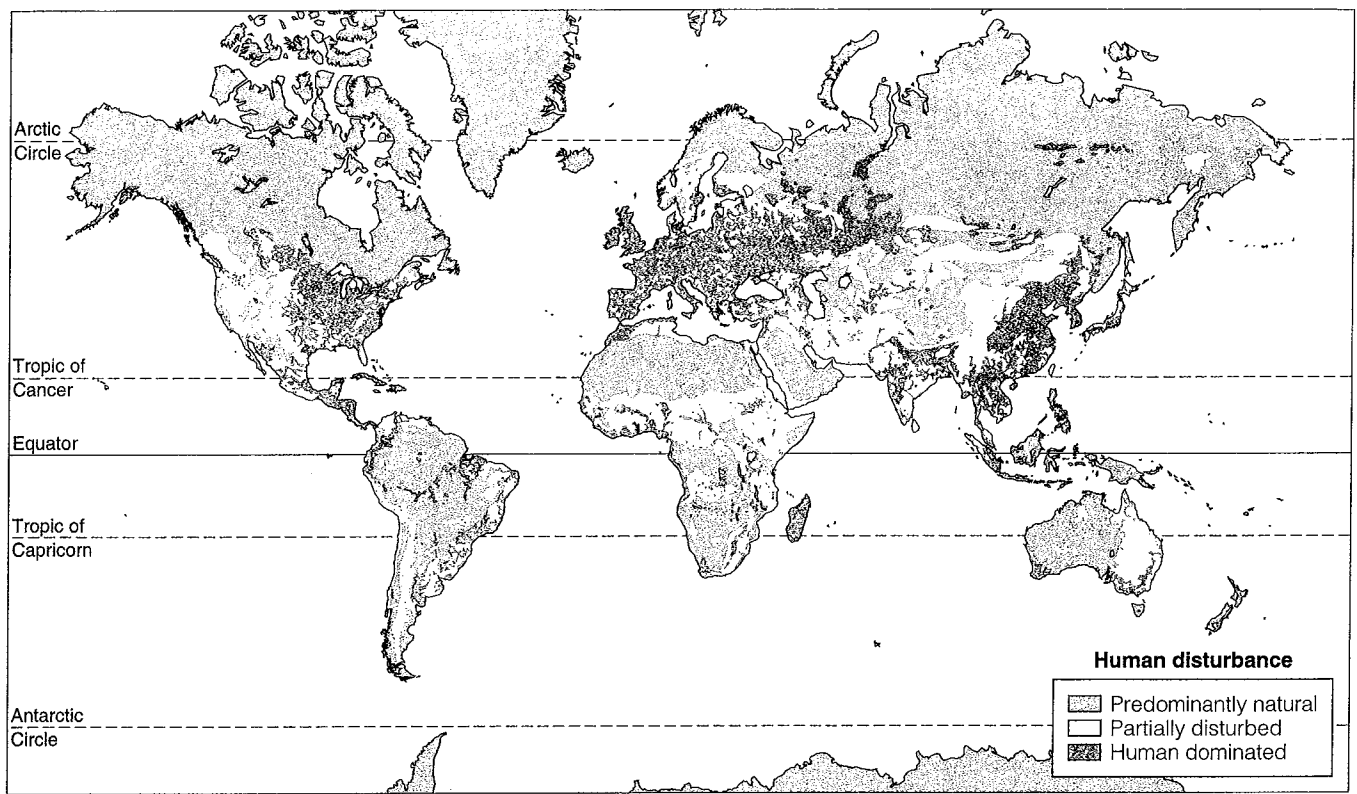 Arctic
Circle
Tropic of
Cancer
Equator
Tropic of
Capricorn
Antarctic
Circle
Human disturbance
Predominantly natural
Partially disturbed
Human dominated